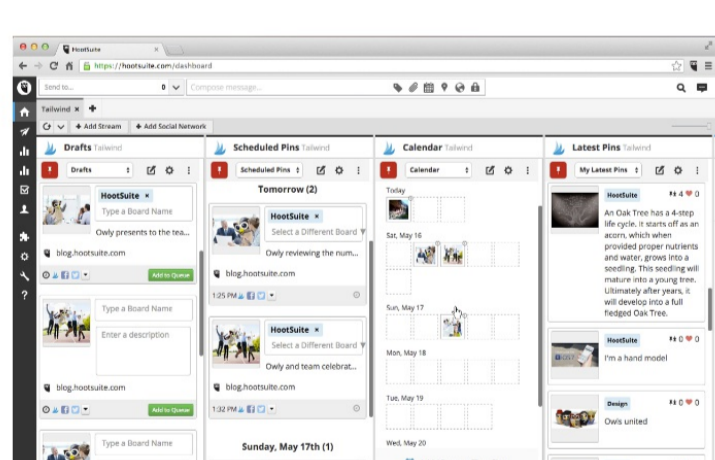 HootSuite
https://hootsuite.com/dashboard
Send to...
0
Compose message...
Tailwind
Add Stream
Add Social Network
Drafts Tailwind
Drafts
HootSuite ×
Type a Board Name
Owly presents to the tea...
blog.hootsuite.com
Add to Queue
Type a Board Name
Enter a description
blog.hootsuite.com
Add to Queue
Type a Board Name
Scheduled Pins Tailwind
Scheduled Pins
Tomorrow (2)
HootSuite ×
Select a Different Board
Owly reviewing the num...
blog.hootsuite.com
1:25 PM
HootSuite ×
Select a Different Board
Owly and team celebrat...
blog.hootsuite.com
1:32 PM
Sunday, May 17th (1)
Calendar Tailwind
Calendar
Today
Sat, May 16
Sun, May 17
Mon, May 18
Tue, May 19
Wed, May 20
Latest Pins Tailwind
My Latest Pins
HootSuite
4 0
An Oak Tree has a 4-step
life cycle. It starts off as an
acorn, which when
provided proper nutrients
and water, grows into a
seedling. This seedling will
mature into a young tree.
Ultimately after years, it
will develop into a full
fledged Oak Tree.
HootSuite
0 0
I'm a hand model
Design
0 0
Owls united